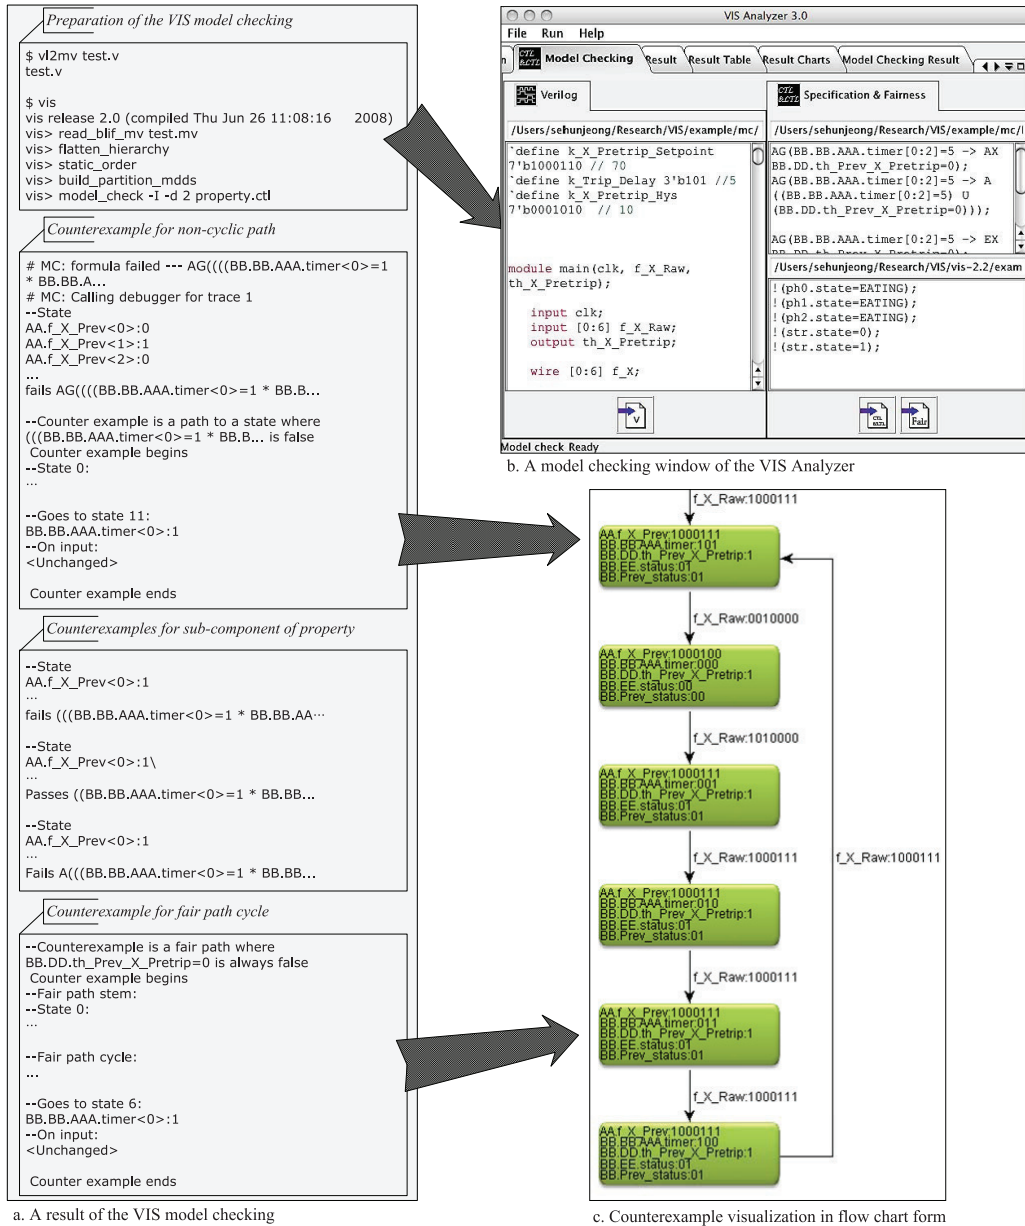 Preparation of the VIS model checking
$ vl2mv test.v
test.v
$ vis
vis release 2.0 (compiled Thu Jun 26 11:08:16 2008)
vis> read_blif_mv test.mv
vis> flatten_hierarchy
vis> static_order
vis> build_partition_mdds
vis> model_check -I -d 2 property.ctl
Counterexample for non-cyclic path
# MC: formula failed --- AG((((BB.BB.AAA.timer<0>=1
* BB.BB.A...
# MC: Calling debugger for trace 1
--State
AA.f_X_Prev<0>:0
AA.f_X_Prev<1>:1
AA.f_X_Prev<2>:0
...
fails AG((((BB.BB.AAA.timer<0>=1 * BB.B...
--Counter example is a path to a state where
(((BB.BB.AAA.timer<0>=1 * BB.B... is false
Counter example begins
--State 0:
...
--Goes to state 11:
BB.BB.AAA.timer<0>:1
--On input:
<Unchanged>
Counter example ends
Counterexamples for sub-component of property
--State
AA.f_X_Prev<0>:1
...
fails (((BB.BB.AAA.timer<0>=1 * BB.BB.AA...
--State
AA.f_X_Prev<0>:1\
...
Passes ((BB.BB.AAA.timer<0>=1 * BB.BB...
--State
AA.f_X_Prev<0>:1
...
Fails A(((BB.BB.AAA.timer<0>=1 * BB.BB...
Counterexample for fair path cycle
--Counterexample is a fair path where
BB.DD.th_Prev_X_Pretrip=0 is always false
Counter example begins
--Fair path stem:
--State 0:
...
--Fair path cycle:
...
--Goes to state 6:
BB.BB.AAA.timer<0>:1
--On input:
<Unchanged>
Counter example ends
a. A result of the VIS model checking
VIS Analyzer 3.0
File Run Help
n CTL &LTL Model Checking Result Result Table Result Charts Model Checking Result
Verilog
/Users/sehunjeong/Research/VIS/example/mc/
`define k_X_Pretrip_Setpoint
7'b1000110 // 70
`define k_Trip_Delay 3'b101 //5
`define k_X_Pretrip_Hys
7'b0001010 // 10
module main(clk, f_X_Raw,
th_X_Pretrip);
input clk;
input [0:6] f_X_Raw;
output th_X_Pretrip;
wire [0:6] f_X;
V
CTL &LTL Specification & Fairness
/Users/sehunjeong/Research/VIS/example/mc/l
AG(BB.BB.AAA.timer[0:2]=5 -> AX
BB.DD.th_Prev_X_Pretrip=0);
AG(BB.BB.AAA.timer[0:2]=5 -> A
((BB.BB.AAA.timer[0:2]=5) U
(BB.DD.th_Prev_X_Pretrip=0)));
AG(BB.BB.AAA.timer[0:2]=5 -> EX
BB.DD.th_Prev_X_Pretrip=0);
/Users/sehunjeong/Research/VIS/vis-2.2/exam
!(ph0.state=EATING);
!(ph1.state=EATING);
!(ph2.state=EATING);
!(str.state=0);
!(str.state=1);
CTL &LTL
Fair
Model check Ready
b. A model checking window of the VIS Analyzer
f_X_Raw:1000111
AA.f_X_Prev:1000111
BB.BB.AAA.timer:101
BB.DD.th_Prev_X_Pretrip:1
BB.EE.status:01
BB.Prev_status:01
f_X_Raw:0010000
AA.f_X_Prev:1000100
BB.BB.AAA.timer:000
BB.DD.th_Prev_X_Pretrip:1
BB.EE.status:00
BB.Prev_status:00
f_X_Raw:1010000
AA.f_X_Prev:1000111
BB.BB.AAA.timer:001
BB.DD.th_Prev_X_Pretrip:1
BB.EE.status:01
BB.Prev_status:01
f_X_Raw:1000111
f_X_Raw:1000111
AA.f_X_Prev:1000111
BB.BB.AAA.timer:010
BB.DD.th_Prev_X_Pretrip:1
BB.EE.status:01
BB.Prev_status:01
f_X_Raw:1000111
AA.f_X_Prev:1000111
BB.BB.AAA.timer:011
BB.DD.th_Prev_X_Pretrip:1
BB.EE.status:01
BB.Prev_status:01
f_X_Raw:1000111
AA.f_X_Prev:1000111
BB.BB.AAA.timer:100
BB.DD.th_Prev_X_Pretrip:1
BB.EE.status:01
BB.Prev_status:01
c. Counterexample visualization in flow chart form